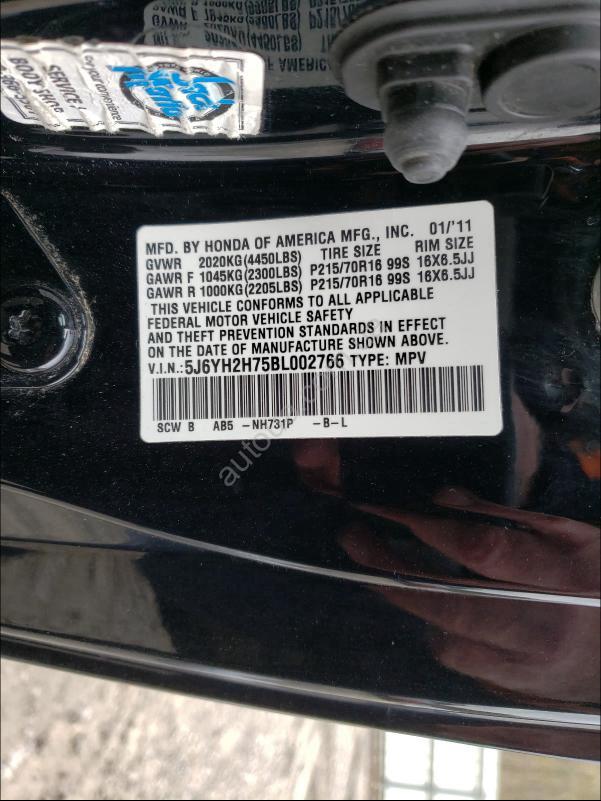 MFD. BY HONDA OF AMERICA MFG., INC. 01/'11
GVWR 2020KG(4450LBS) TIRE SIZE RIM SIZE
GAWR F 1045KG(2300LBS) P215/70R16 99S 16X6.5JJ
GAWR R 1000KG(2205LBS) P215/70R16 99S 16X6.5JJ
THIS VEHICLE CONFORMS TO ALL APPLICABLE
FEDERAL MOTOR VEHICLE SAFETY
AND THEFT PREVENTION STANDARDS IN EFFECT
ON THE DATE OF MANUFACTURE SHOWN ABOVE.
V.I.N.:5J6YH2H75BL002766 TYPE: MPV
SCW B AB5 -NH731P -B-L